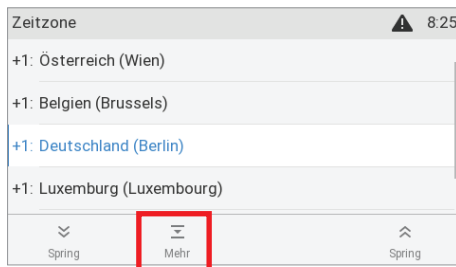 Zeitzone 8:25
+1: Österreich (Wien)
+1: Belgien (Brussels)
+1: Deutschland (Berlin)
+1: Luxemburg (Luxembourg)
Spring Mehr Spring